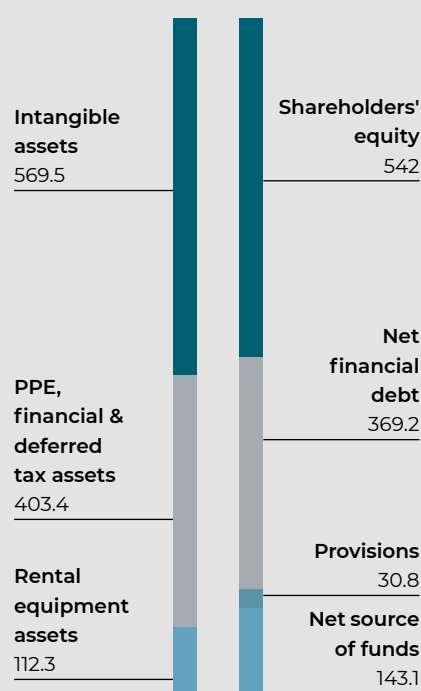 Intangible
assets
569.5
PPE,
financial &
deferred
tax assets
403.4
Rental
equipment
assets
112.3
Shareholders'
equity
542
Net
financial
debt
369.2
Provisions
30.8
Net source
of funds
143.1